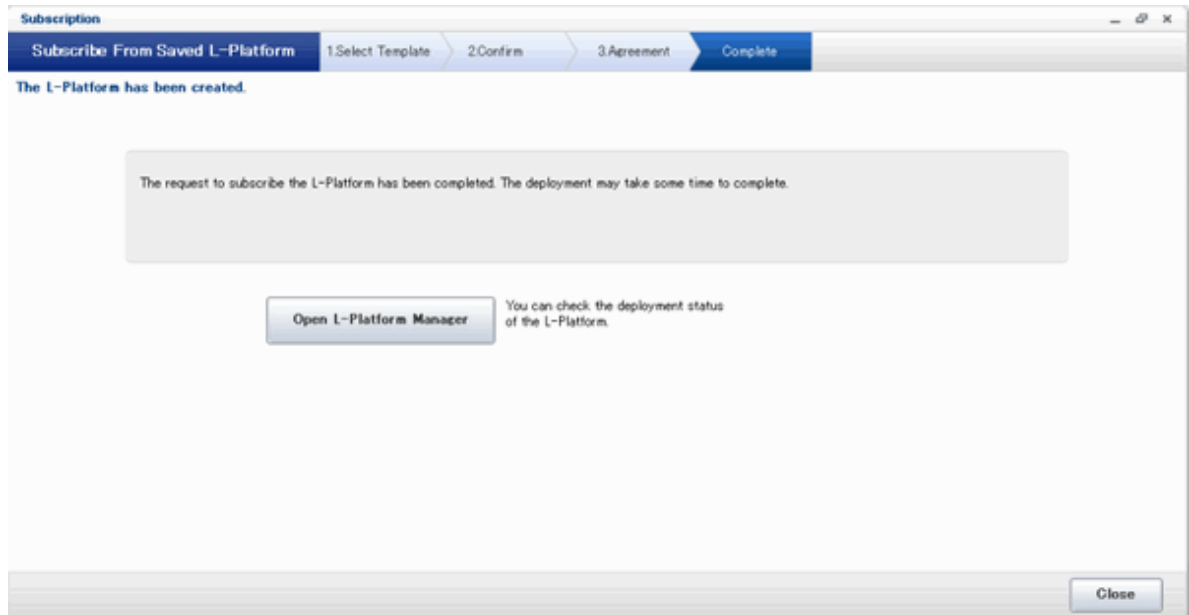 Subscription
Subscribe From Saved L-Platform 1.Select Template 2.Confirm 3.Agreement Complete
The L-Platform has been created.
The request to subscribe the L-Platform has been completed. The deployment may take some time to complete.
Open L-Platform Manager
You can check the deployment status
of the L-Platform.
Close